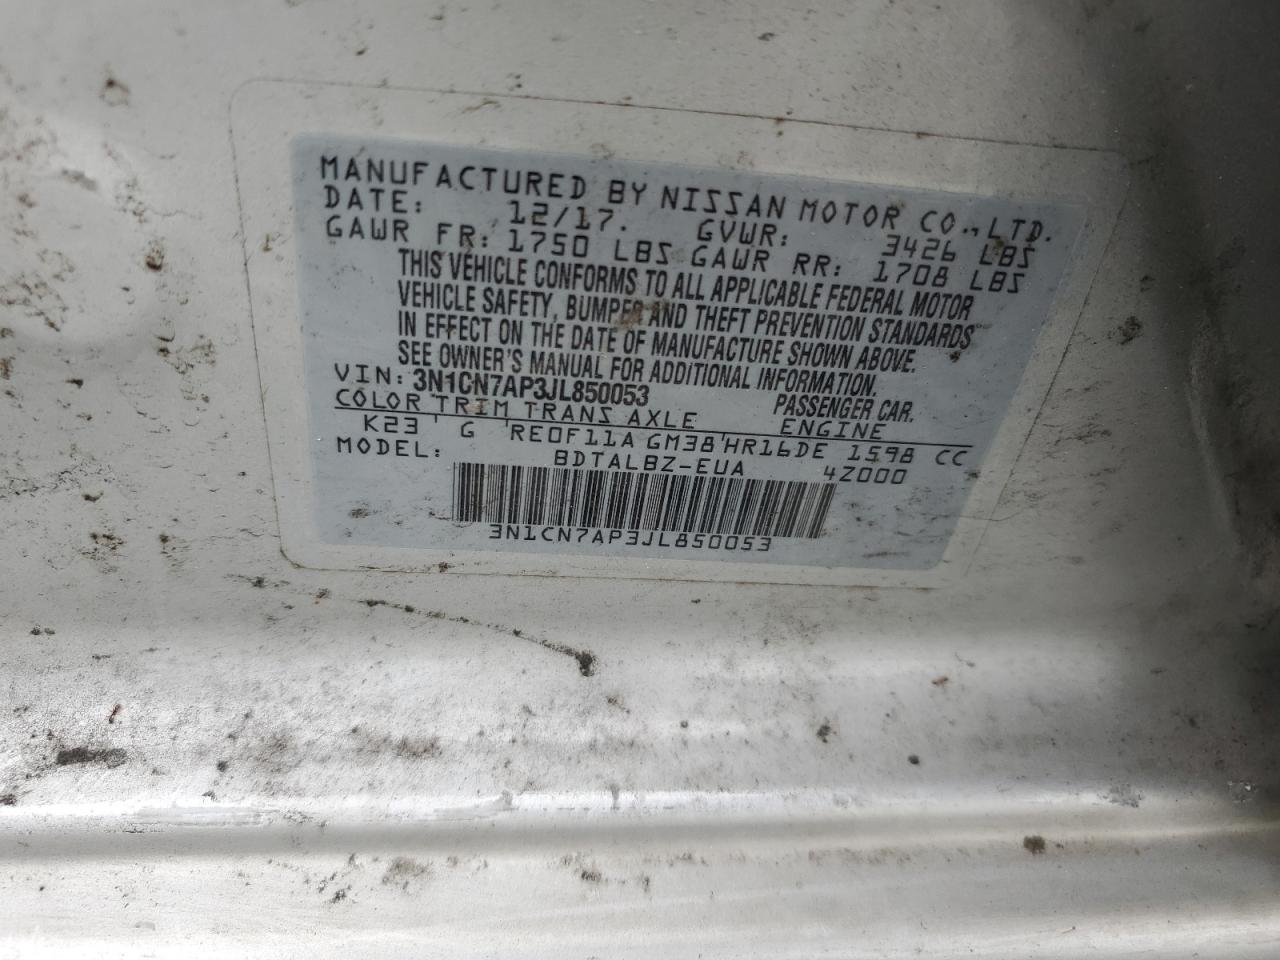 MANUFACTURED BY NISSAN MOTOR CO., LTD.
DATE: 12/17. GVWR: 3426 LBS
GAWR FR: 1750 LBS GAWR RR: 1708 LBS
THIS VEHICLE CONFORMS TO ALL APPLICABLE FEDERAL MOTOR
VEHICLE SAFETY, BUMPER AND THEFT PREVENTION STANDARDS
IN EFFECT ON THE DATE OF MANUFACTURE SHOWN ABOVE.
SEE OWNER'S MANUAL FOR ADDITIONAL INFORMATION.
VIN: 3N1CN7AP3JL850053 PASSENGER CAR.
COLOR TRIM TRANS AXLE ENGINE
K23 G RE0F11A GM38 HR16DE 1598 CC
MODEL: BDTALBZ-EUA 4Z000
3N1CN7AP3JL850053